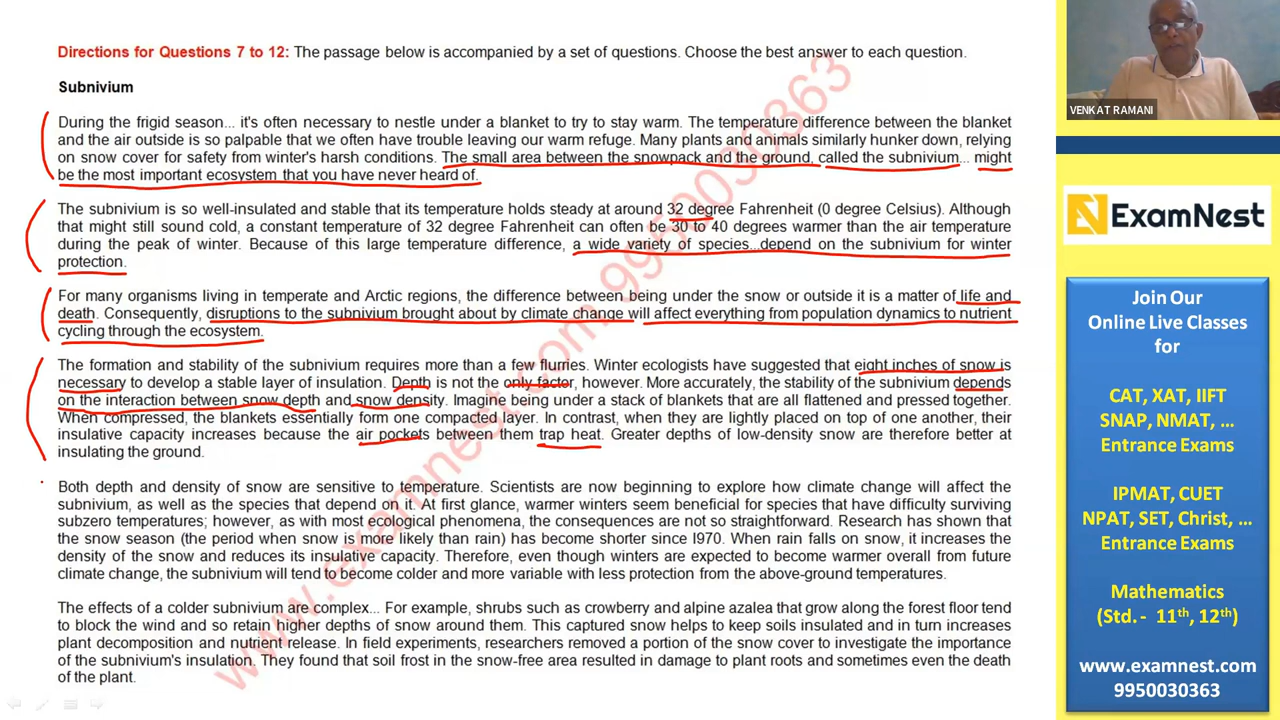 Directions for Questions 7 to 12: The passage below is accompanied by a set of questions. Choose the best answer to each question.
Subnivium
During the frigid season... it's often necessary to nestle under a blanket to try to stay warm. The temperature difference between the blanket
and the air outside is so palpable that we often have trouble leaving our warm refuge. Many plants and animals similarly hunker down, relying
on snow cover for safety from winter's harsh conditions. The small area between the snowpack and the ground, called the subnivium... might
be the most important ecosystem that you have never heard of.
The subnivium is so well-insulated and stable that its temperature holds steady at around 32 degree Fahrenheit (0 degree Celsius). Although
that might still sound cold, a constant temperature of 32 degree Fahrenheit can often be 30 to 40 degrees warmer than the air temperature
during the peak of winter. Because of this large temperature difference, a wide variety of species...depend on the subnivium for winter
protection.
For many organisms living in temperate and Arctic regions, the difference between being under the snow or outside it is a matter of life and
death. Consequently, disruptions to the subnivium brought about by climate change will affect everything from population dynamics to nutrient
cycling through the ecosystem.
The formation and stability of the subnivium requires more than a few flurries. Winter ecologists have suggested that eight inches of snow is
necessary to develop a stable layer of insulation. Depth is not the only factor, however. More accurately, the stability of the subnivium depends
on the interaction between snow depth and snow density. Imagine being under a stack of blankets that are all flattened and pressed together.
When compressed, the blankets essentially form one compacted layer. In contrast, when they are lightly placed on top of one another, their
insulative capacity increases because the air pockets between them trap heat. Greater depths of low-density snow are therefore better at
insulating the ground.
Both depth and density of snow are sensitive to temperature. Scientists are now beginning to explore how climate change will affect the
subnivium, as well as the species that depend on it. At first glance, warmer winters seem beneficial for species that have difficulty surviving
subzero temperatures; however, as with most ecological phenomena, the consequences are not so straightforward. Research has shown that
the snow season (the period when snow is more likely than rain) has become shorter since l970. When rain falls on snow, it increases the
density of the snow and reduces its insulative capacity. Therefore, even though winters are expected to become warmer overall from future
climate change, the subnivium will tend to become colder and more variable with less protection from the above-ground temperatures.
The effects of a colder subnivium are complex... For example, shrubs such as crowberry and alpine azalea that grow along the forest floor tend
to block the wind and so retain higher depths of snow around them. This captured snow helps to keep soils insulated and in turn increases
plant decomposition and nutrient release. In field experiments, researchers removed a portion of the snow cover to investigate the importance
of the subnivium's insulation. They found that soil frost in the snow-free area resulted in damage to plant roots and sometimes even the death
of the plant.
www.examnest.com 9950030363
VENKAT RAMANI
ExamNest
Join Our
Online Live Classes
for
CAT, XAT, IIFT
SNAP, NMAT, ...
Entrance Exams
IPMAT, CUET
NPAT, SET, Christ, ...
Entrance Exams
Mathematics
(Std. - 11th, 12th)
www.examnest.com
9950030363